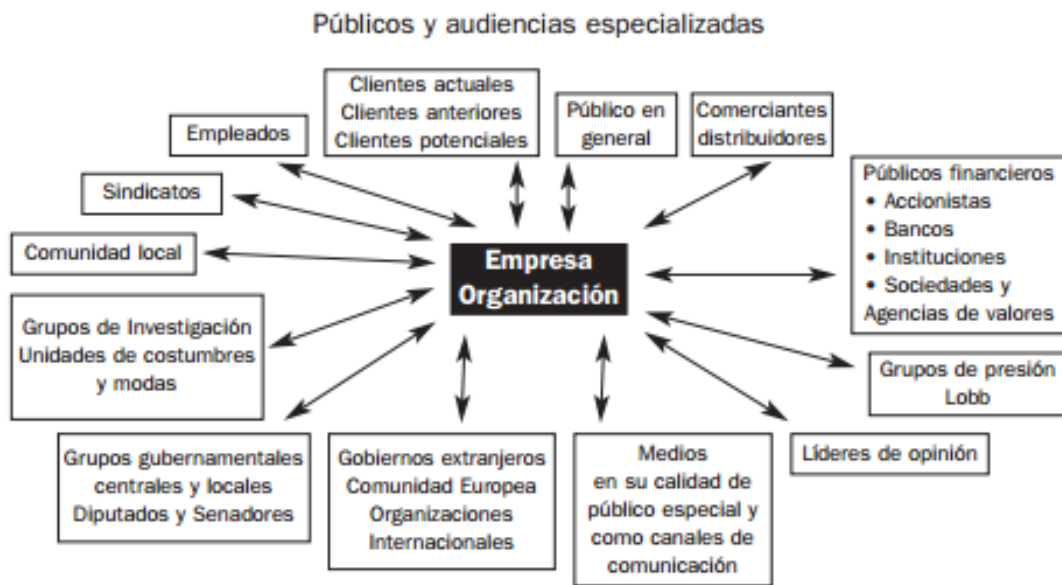 Públicos y audiencias especializadas
Clientes actuales
Clientes anteriores
Clientes potenciales
Público en
general
Comerciantes
distribuidores
Empleados
Sindicatos
Comunidad local
Públicos financieros
• Accionistas
• Bancos
• Instituciones
• Sociedades y
Agencias de valores
Empresa
Organización
Grupos de Investigación
Unidades de costumbres
y modas
Grupos de presión
Lobb
Grupos gubernamentales
centrales y locales
Diputados y Senadores
Gobiernos extranjeros
Comunidad Europea
Organizaciones
Internacionales
Medios
en su calidad de
público especial y
como canales de
comunicación
Líderes de opinión